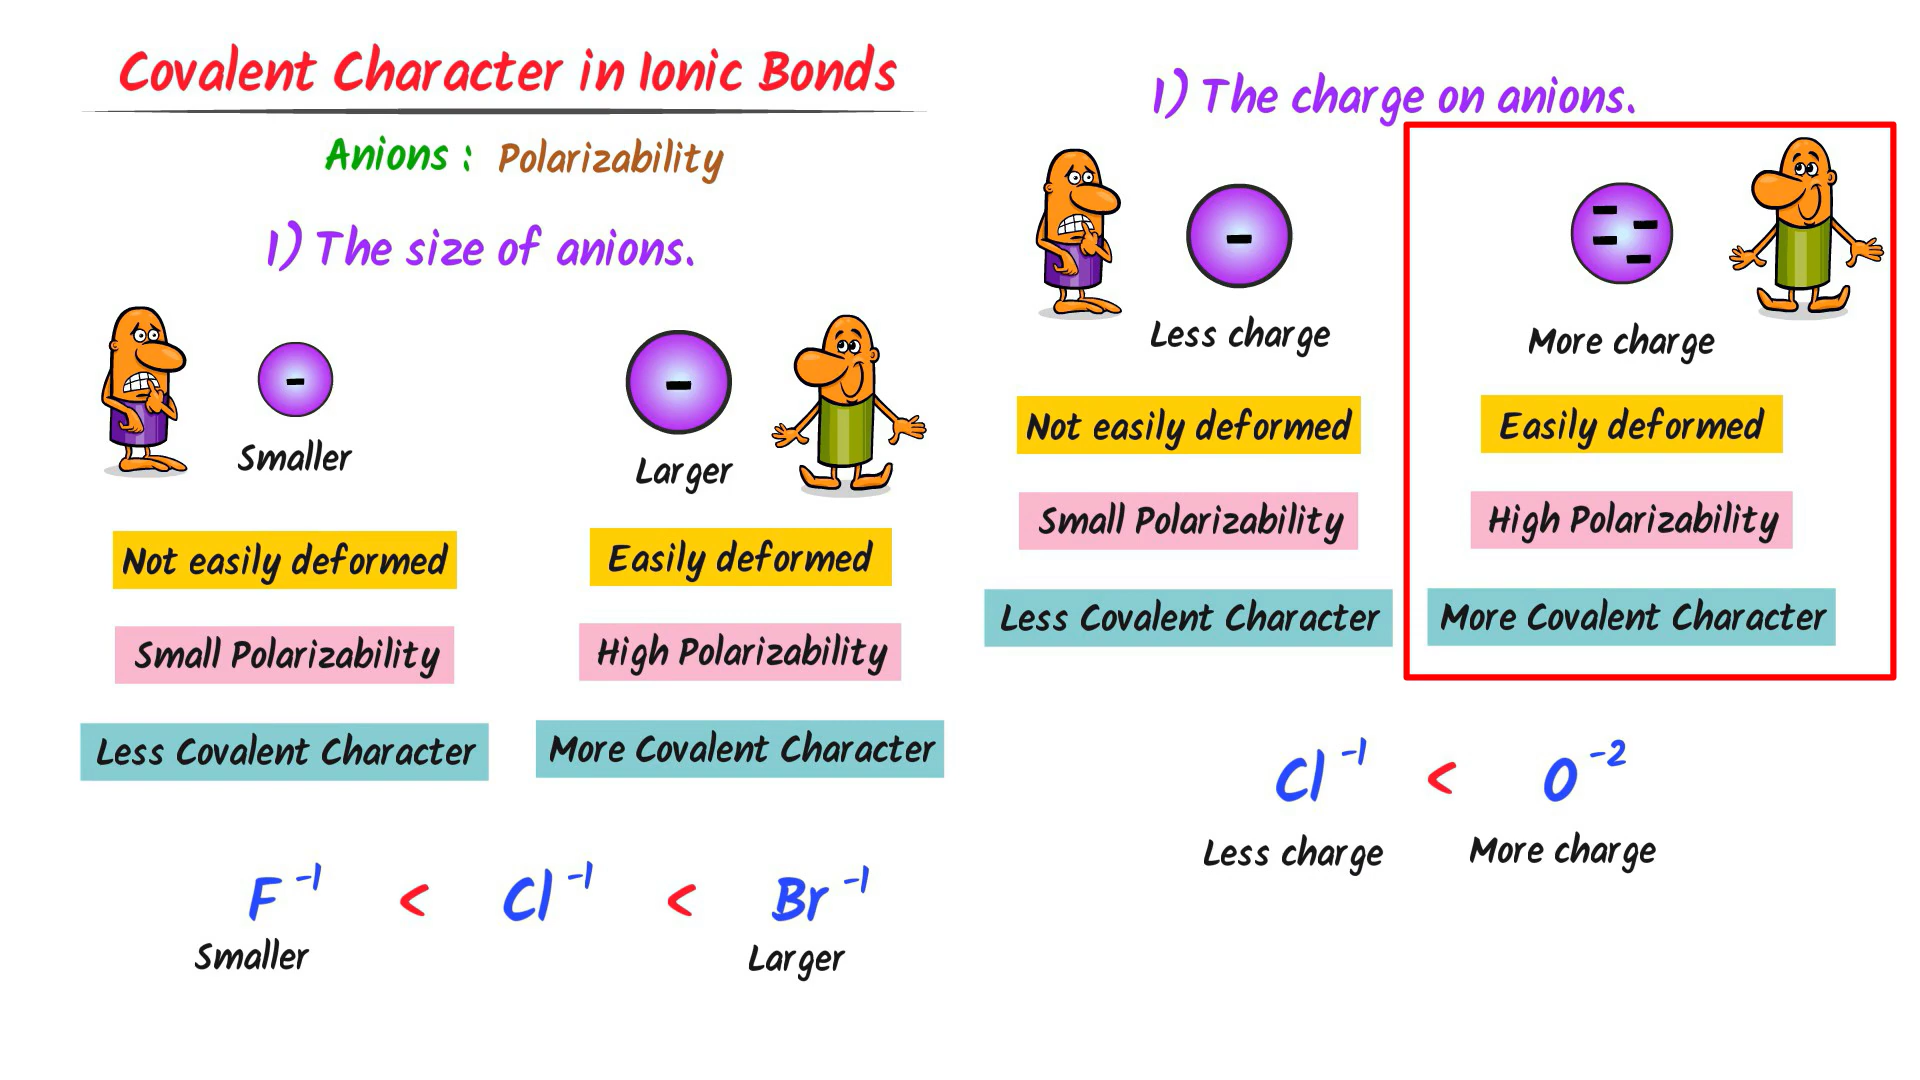 Covalent Character in Ionic Bonds
Anions : Polarizability
1) The size of anions.
-
-
Smaller
Larger
Not easily deformed
Easily deformed
Small Polarizability
High Polarizability
Less Covalent Character
More Covalent Character
F⁻¹ < Cl⁻¹ < Br⁻¹
Smaller
Larger
1) The charge on anions.
-
- - - -
Less charge
More charge
Not easily deformed
Easily deformed
Small Polarizability
High Polarizability
Less Covalent Character
More Covalent Character
Cl⁻¹ < O⁻²
Less charge
More charge